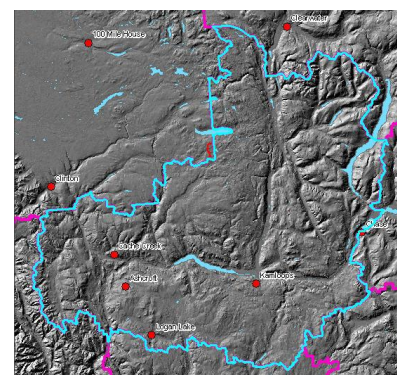 Clearwater
100 Mile House
Clinton
Chase
Cache Creek
Kamloops
Ashcroft
Logan Lake